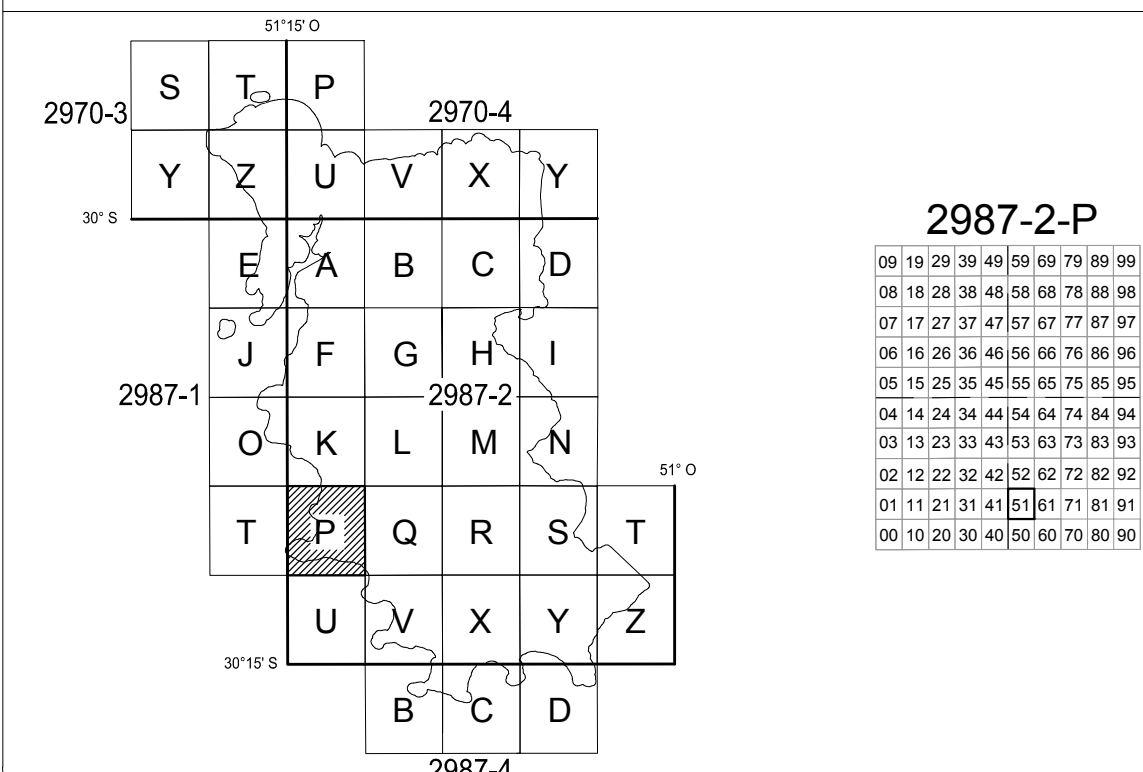 51°15' O
S T P
2970-3 2970-4
Y Z U V X Y
30° S
E A B C D
J F G H I
2987-1 2987-2
O K L M N
51° O
T P Q R S T
U V X Y Z
30°15' S
B C D
2987-4
2987-2-P
09 19 29 39 49 59 69 79 89 99
08 18 28 38 48 58 68 78 88 98
07 17 27 37 47 57 67 77 87 97
06 16 26 36 46 56 66 76 86 96
05 15 25 35 45 55 65 75 85 95
04 14 24 34 44 54 64 74 84 94
03 13 23 33 43 53 63 73 83 93
02 12 22 32 42 52 62 72 82 92
01 11 21 31 41 51 61 71 81 91
00 10 20 30 40 50 60 70 80 90